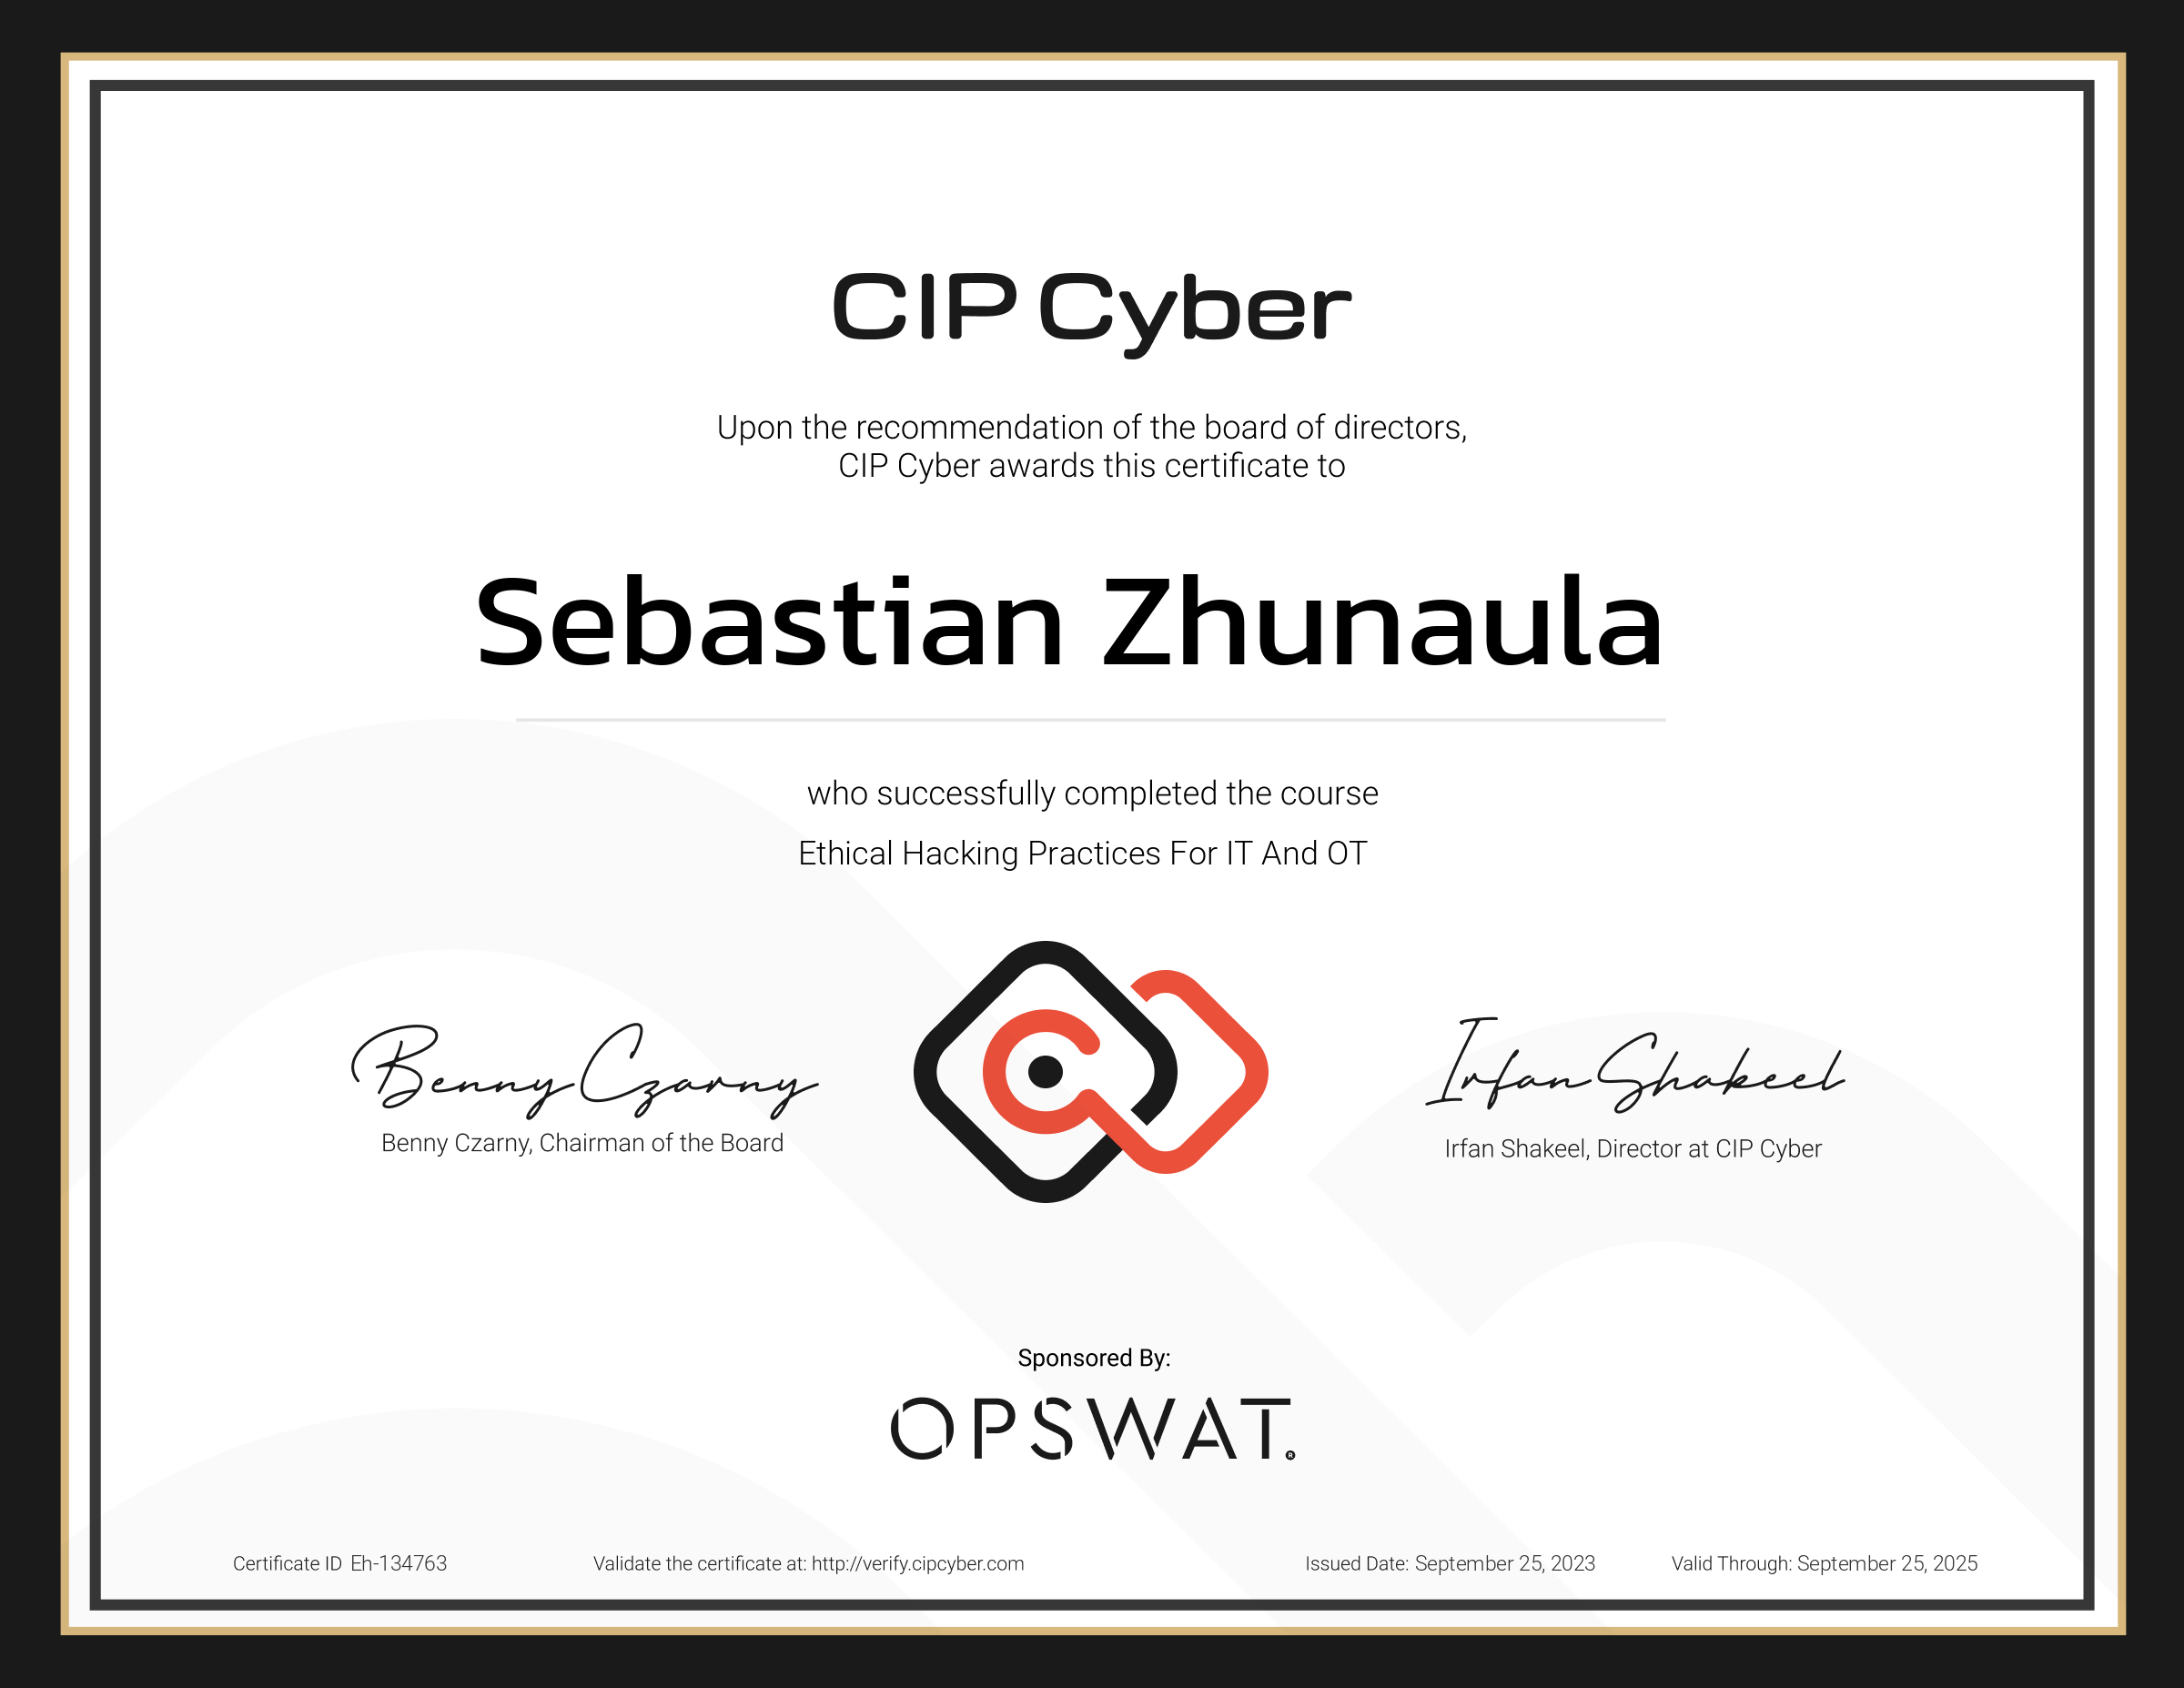 CIP Cyber
Upon the recommendation of the board of directors,
CIP Cyber awards this certificate to
Sebastian Zhunaula
who successfully completed the course
Ethical Hacking Practices For IT And OT
Benny Czarny
Irfan Shakeel
Benny Czarny, Chairman of the Board
Irfan Shakeel, Director at CIP Cyber
Sponsored By:
OPSWAT.®
Certificate ID Eh-134763 Validate the certificate at: http://verify.cipcyber.com Issued Date: September 25, 2023 Valid Through: September 25, 2025